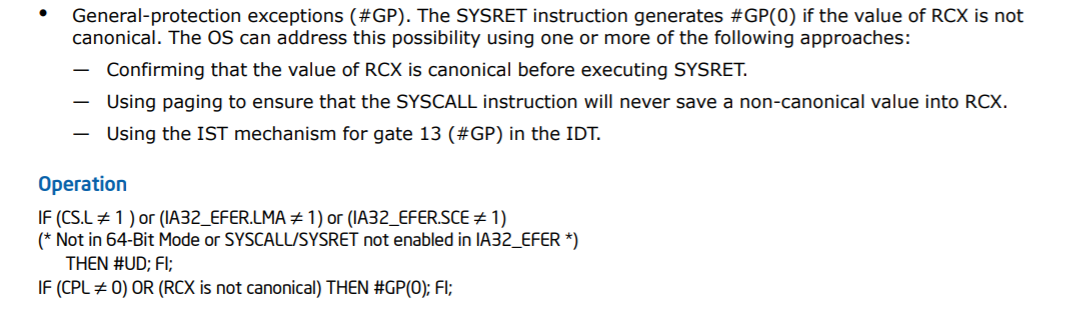 • General-protection exceptions (#GP). The SYSRET instruction generates #GP(0) if the value of RCX is not
canonical. The OS can address this possibility using one or more of the following approaches:
— Confirming that the value of RCX is canonical before executing SYSRET.
— Using paging to ensure that the SYSCALL instruction will never save a non-canonical value into RCX.
— Using the IST mechanism for gate 13 (#GP) in the IDT.
Operation
IF (CS.L ≠ 1 ) or (IA32_EFER.LMA ≠ 1) or (IA32_EFER.SCE ≠ 1)
(* Not in 64-Bit Mode or SYSCALL/SYSRET not enabled in IA32_EFER *)
THEN #UD; FI;
IF (CPL ≠ 0) OR (RCX is not canonical) THEN #GP(0); FI;